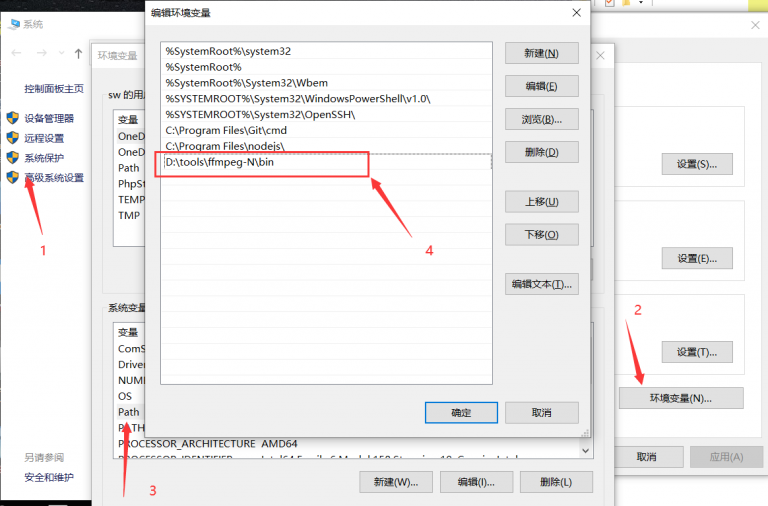 系统
控制面板主页
设备管理器
远程设置
系统保护
高级系统设置
1
另请参阅
安全和维护
环境变量
sw 的用
变量
OneD
OneD
Path
PhpSt
TEMP
TMP
系统变量
变量
ComS
Driver
NUM
OS
Path
PATH
PROCESSOR_ARCHITECTURE AMD64
3
新建(W)...
编辑(I)...
删除(L)
编辑环境变量
%SystemRoot%\system32
%SystemRoot%
%SystemRoot%\System32\Wbem
%SYSTEMROOT%\System32\WindowsPowerShell\v1.0\
%SYSTEMROOT%\System32\OpenSSH\
C:\Program Files\Git\cmd
C:\Program Files\nodejs\
D:\tools\ffmpeg-N\bin
4
新建(N)
编辑(E)
浏览(B)...
删除(D)
上移(U)
下移(O)
编辑文本(T)...
确定
取消
设置(S)...
设置(E)...
2
设置(T)...
环境变量(N)...
取消
应用(A)